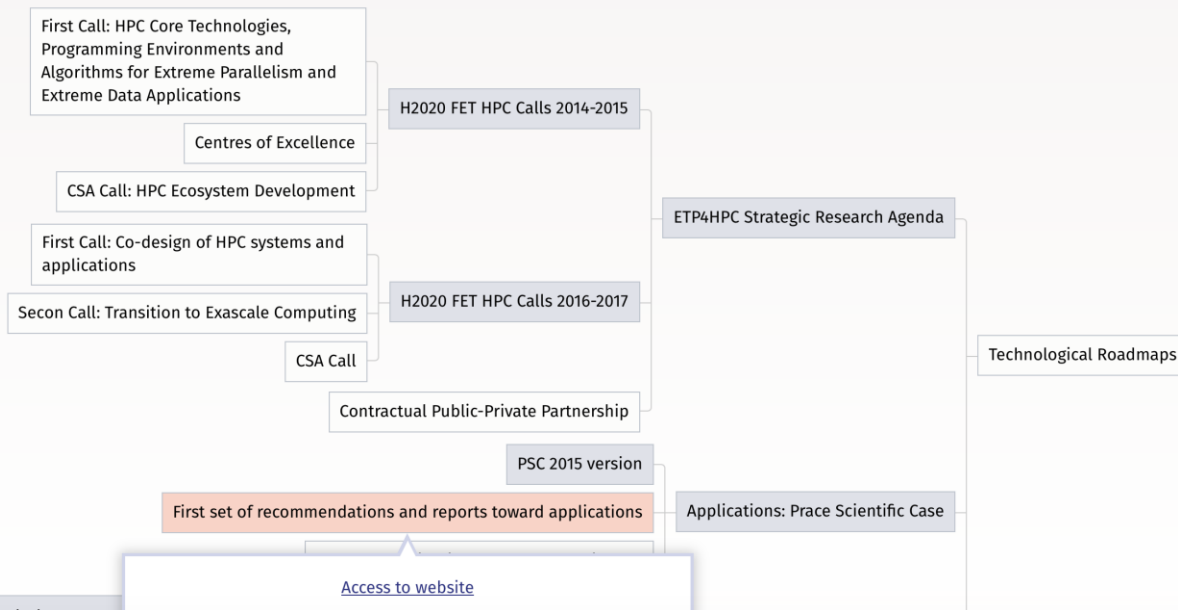 First Call: HPC Core Technologies,
Programming Environments and
Algorithms for Extreme Parallelism and
Extreme Data Applications
H2020 FET HPC Calls 2014-2015
Centres of Excellence
CSA Call: HPC Ecosystem Development
ETP4HPC Strategic Research Agenda
First Call: Co-design of HPC systems and
applications
H2020 FET HPC Calls 2016-2017
Secon Call: Transition to Exascale Computing
CSA Call
Technological Roadmaps
Contractual Public-Private Partnership
PSC 2015 version
First set of recommendations and reports toward applications
Applications: Prace Scientific Case
Access to website